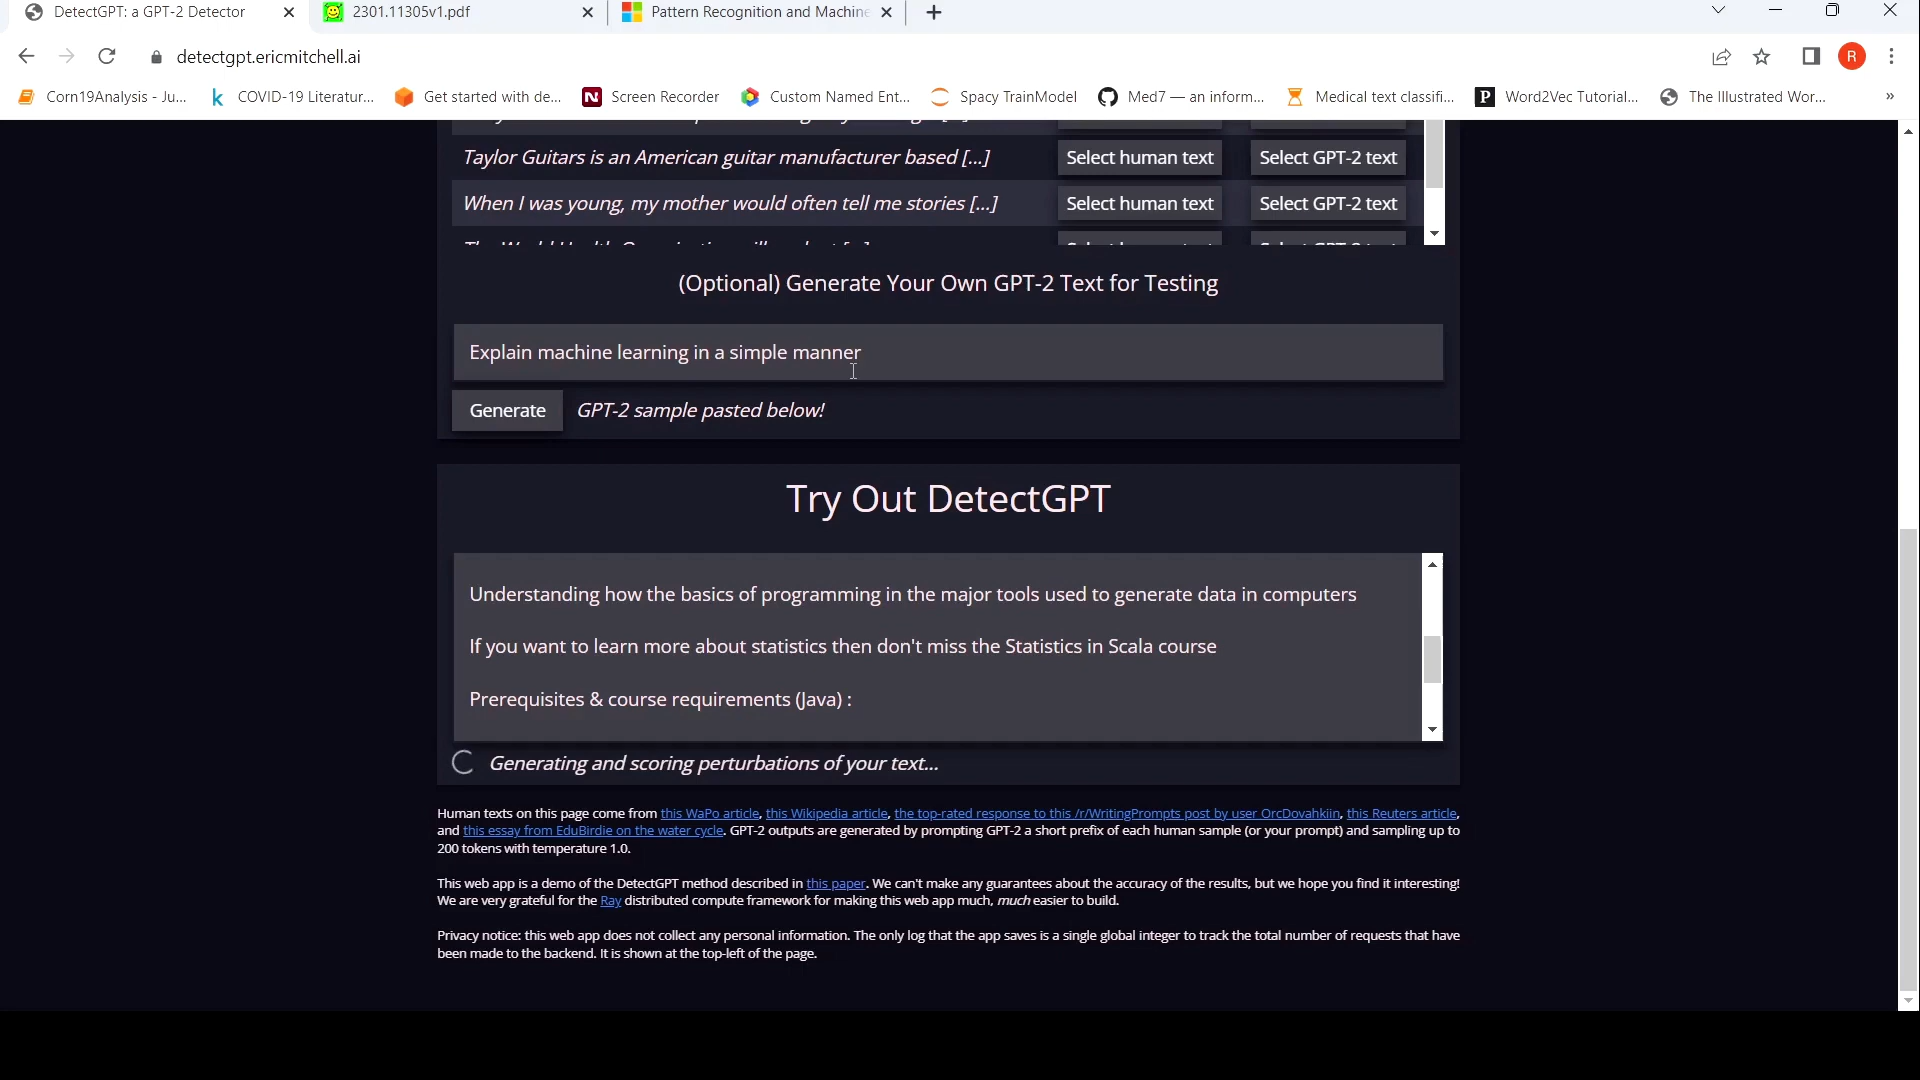 DetectGPT: a GPT-2 Detector
2301.11305v1.pdf
Pattern Recognition and Machine
detectgpt.ericmitchell.ai
R
Corn19Analysis - Ju...
COVID-19 Literatur...
Get started with de...
Screen Recorder
Custom Named Ent...
Spacy TrainModel
Med7 — an inform...
Medical text classifi...
Word2Vec Tutorial...
The Illustrated Wor...
»
Taylor Guitars is an American guitar manufacturer based [...]
Select human text
Select GPT-2 text
When I was young, my mother would often tell me stories [...]
Select human text
Select GPT-2 text
(Optional) Generate Your Own GPT-2 Text for Testing
Explain machine learning in a simple manner
Generate
GPT-2 sample pasted below!
Try Out DetectGPT
Understanding how the basics of programming in the major tools used to generate data in computers
If you want to learn more about statistics then don't miss the Statistics in Scala course
Prerequisites & course requirements (Java) :
Generating and scoring perturbations of your text...
Human texts on this page come from this WaPo article, this Wikipedia article, the top-rated response to this /r/WritingPrompts post by user OrcDovahkiin, this Reuters article,
and this essay from EduBirdie on the water cycle. GPT-2 outputs are generated by prompting GPT-2 a short prefix of each human sample (or your prompt) and sampling up to
200 tokens with temperature 1.0.
This web app is a demo of the DetectGPT method described in this paper. We can't make any guarantees about the accuracy of the results, but we hope you find it interesting!
We are very grateful for the Ray distributed compute framework for making this web app much, much easier to build.
Privacy notice: this web app does not collect any personal information. The only log that the app saves is a single global integer to track the total number of requests that have
been made to the backend. It is shown at the top-left of the page.